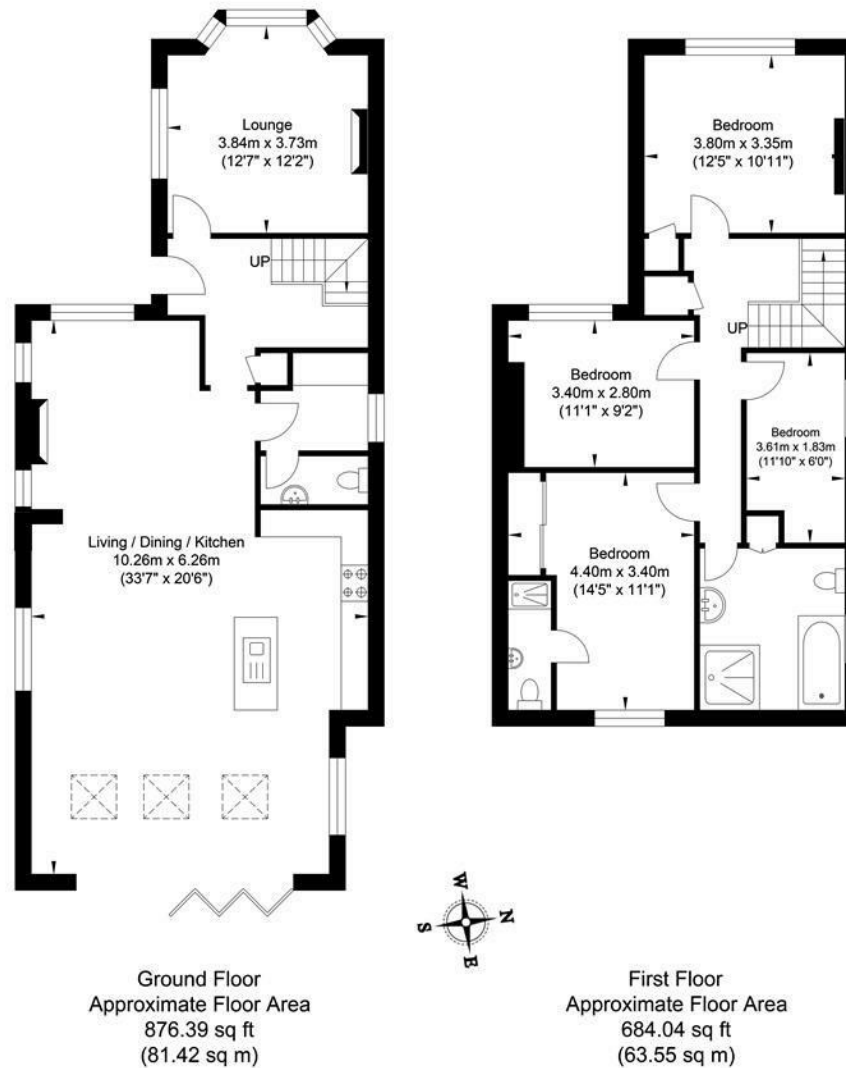 Lounge
3.84m x 3.73m
(12'7" x 12'2")
UP
Living / Dining / Kitchen
10.26m x 6.26m
(33'7" x 20'6")
Bedroom
3.80m x 3.35m
(12'5" x 10'11")
UP
Bedroom
3.40m x 2.80m
(11'1" x 9'2")
Bedroom
3.61m x 1.83m
(11'10" x 6'0")
Bedroom
4.40m x 3.40m
(14'5" x 11'1")
W
N
S
E
Ground Floor
Approximate Floor Area
876.39 sq ft
(81.42 sq m)
First Floor
Approximate Floor Area
684.04 sq ft
(63.55 sq m)